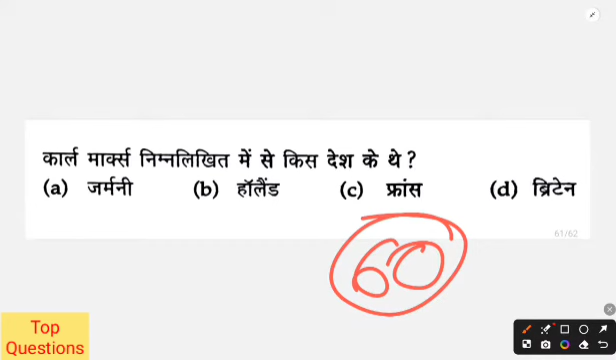 कार्ल मार्क्स निम्नलिखित में से किस देश के थे ?
(a) जर्मनी (b) हॉलैंड (c) फ्रांस (d) ब्रिटेन
60
61/62
Top
Questions